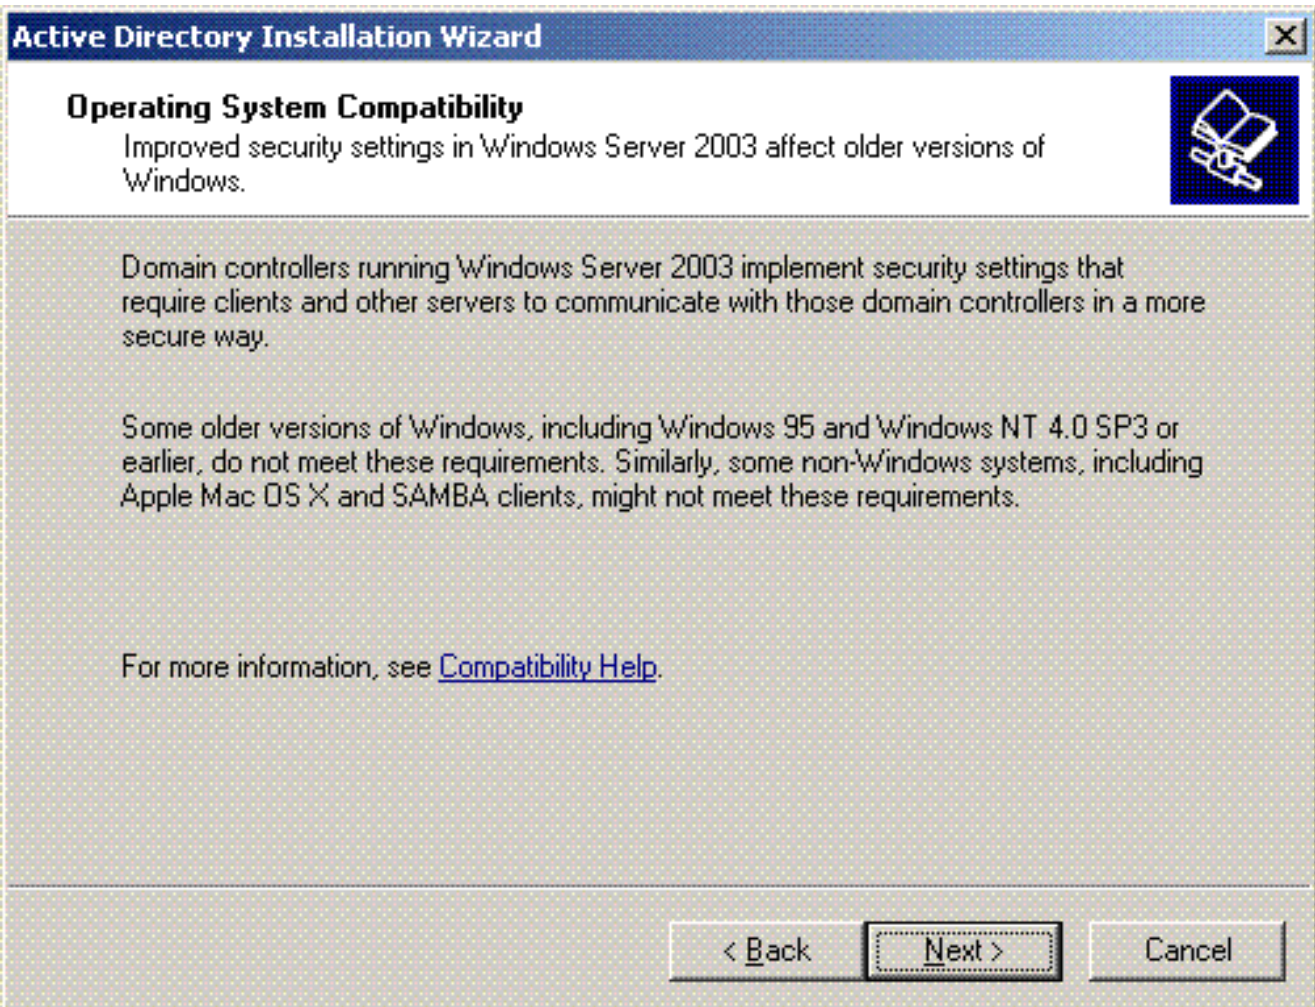 Active Directory Installation Wizard
Operating System Compatibility
Improved security settings in Windows Server 2003 affect older versions of
Windows.
Domain controllers running Windows Server 2003 implement security settings that
require clients and other servers to communicate with those domain controllers in a more
secure way.
Some older versions of Windows, including Windows 95 and Windows NT 4.0 SP3 or
earlier, do not meet these requirements. Similarly, some non-Windows systems, including
Apple Mac OS X and SAMBA clients, might not meet these requirements.
For more information, see Compatibility Help.
< Back Next > Cancel